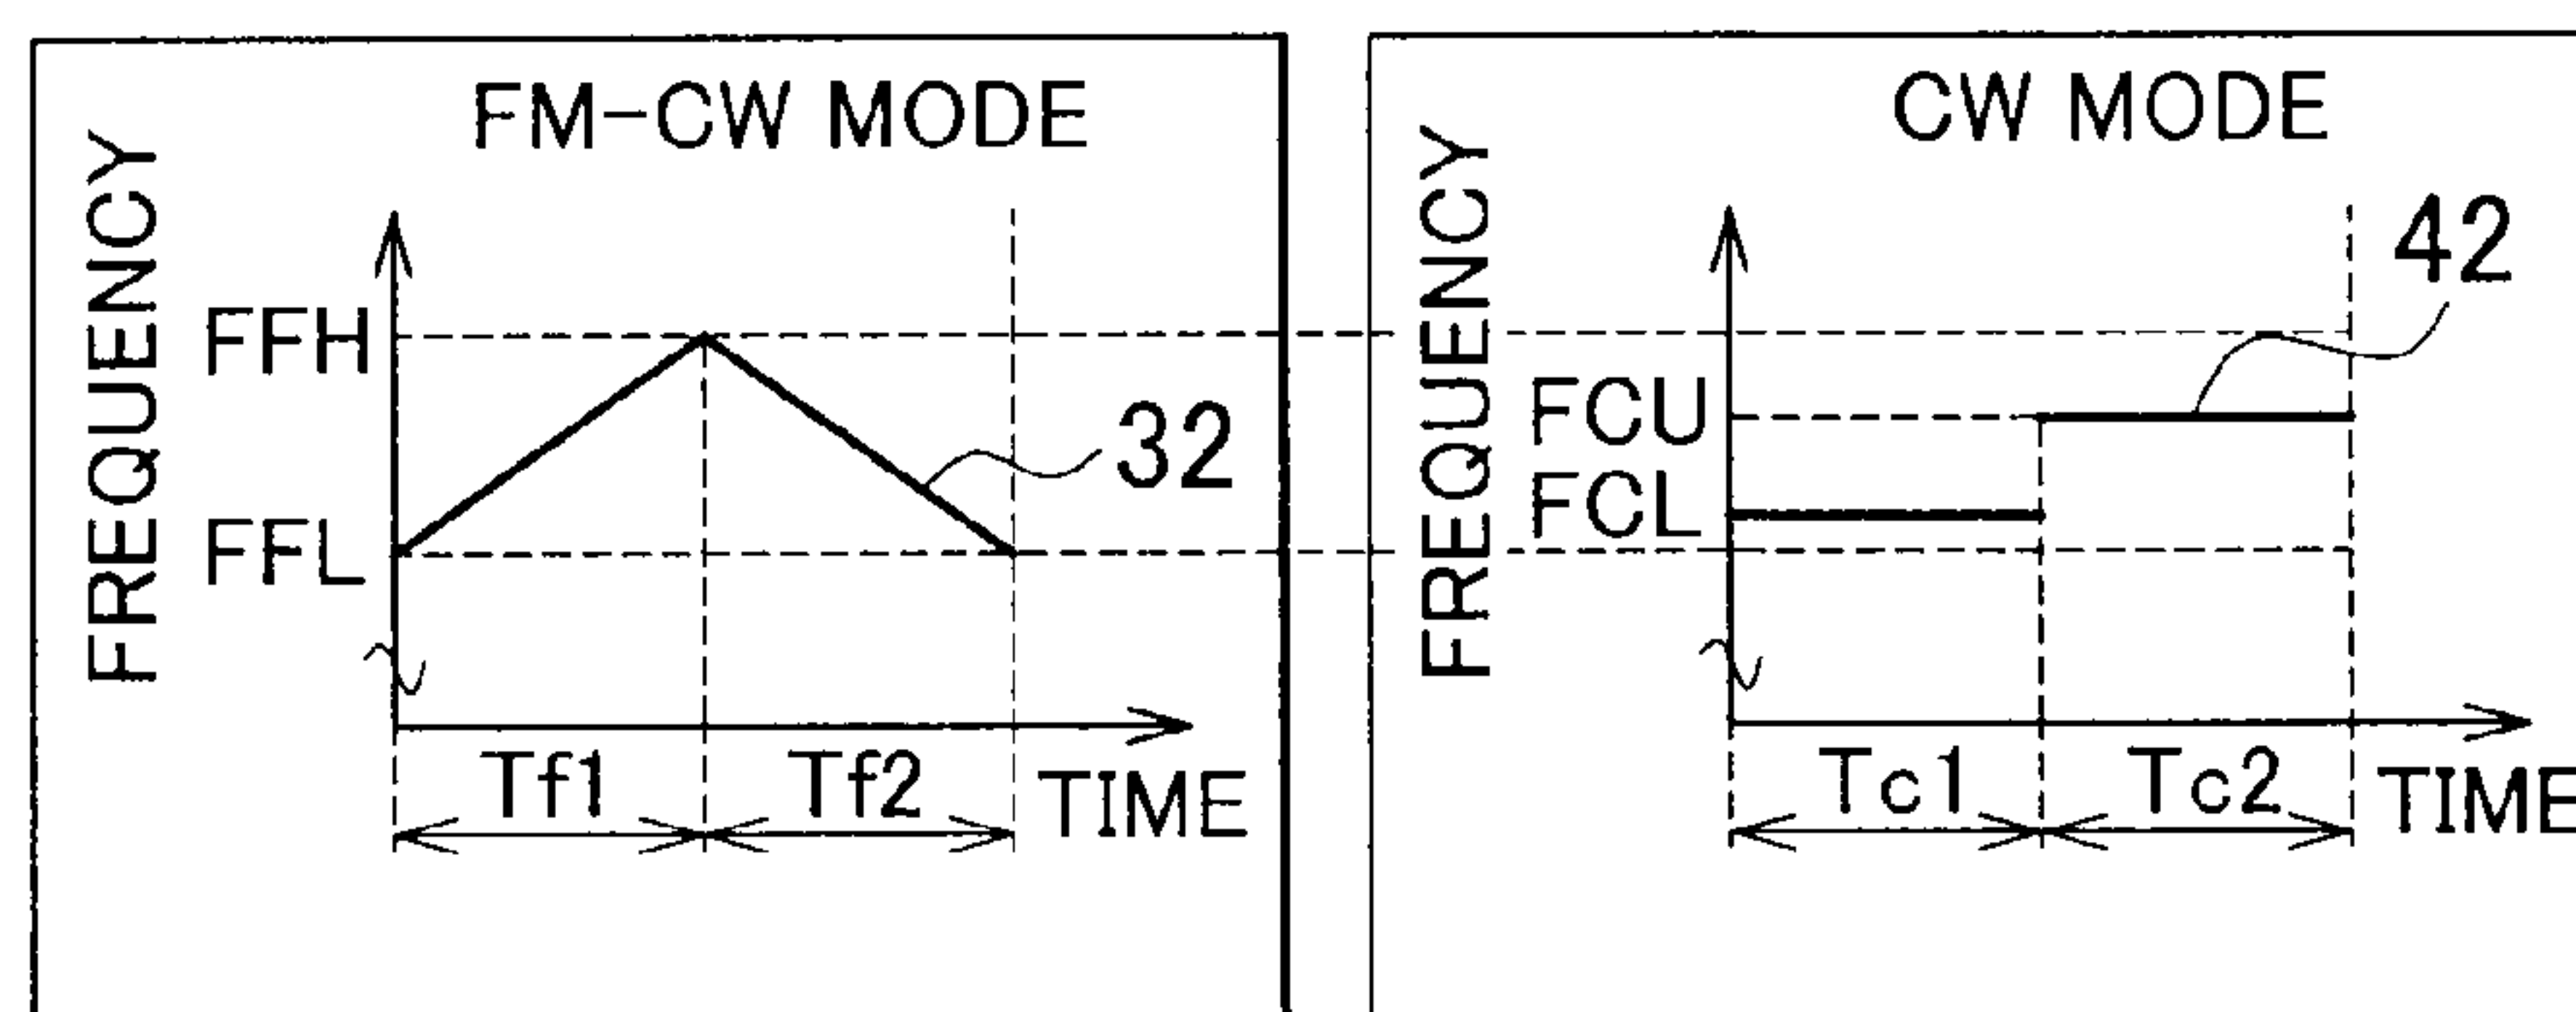 FM-CW MODE
FREQUENCY
FFH
FFL
32
Tf1
Tf2
TIME
CW MODE
FREQUENCY
42
FCU
FCL
Tc1
Tc2
TIME